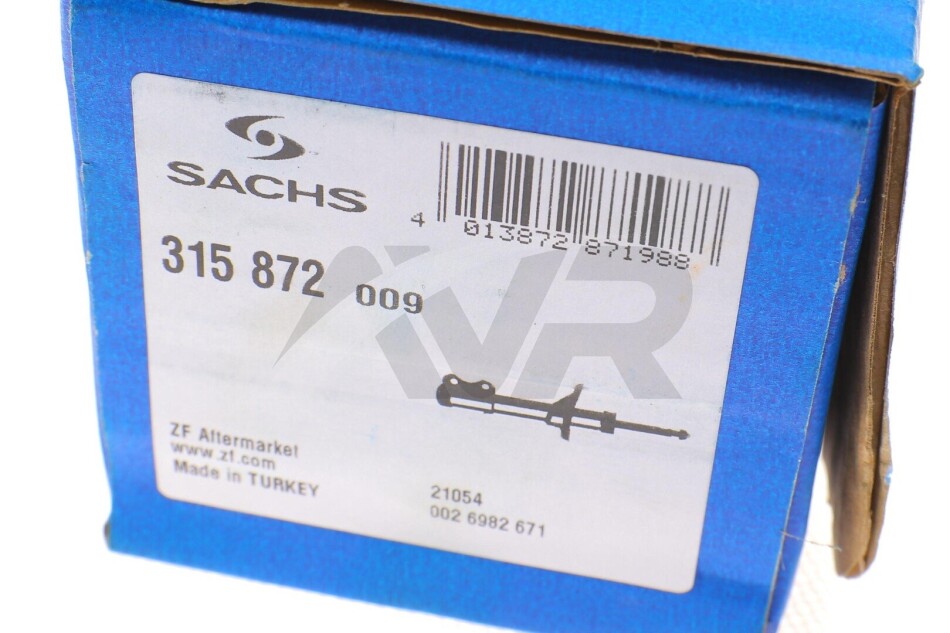 SACHS
4 013872 871988
315 872 009
VR
ZF Aftermarket
www.zf.com
Made in TURKEY
21054
002 6982 671